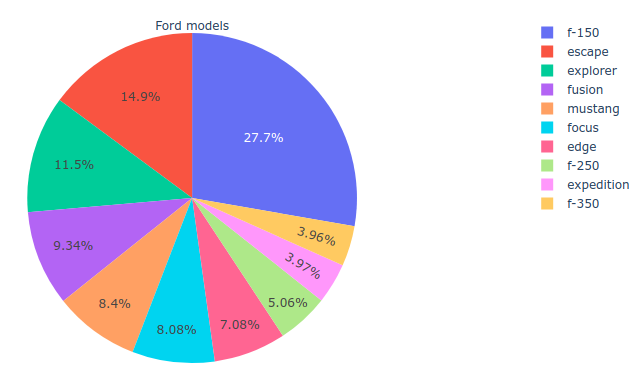 Ford models
27.7%
14.9%
11.5%
9.34%
8.4%
8.08%
7.08%
5.06%
3.97%
3.96%
f-150
escape
explorer
fusion
mustang
focus
edge
f-250
expedition
f-350